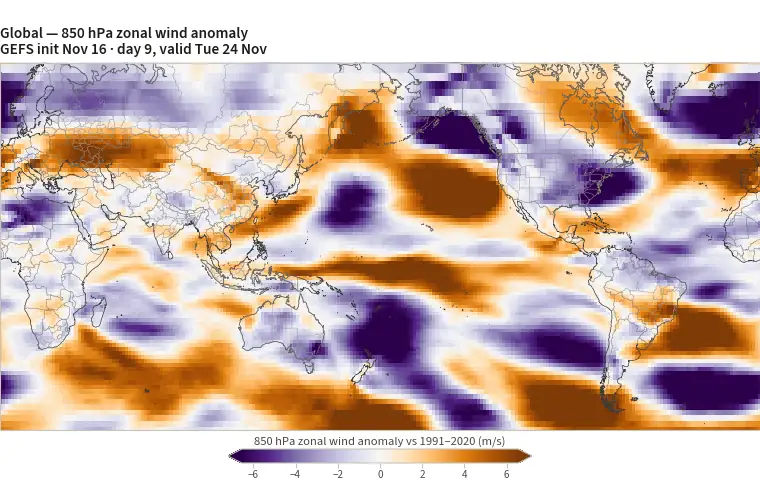 Global — 850 hPa zonal wind anomaly
GEFS init Nov 16 · day 9, valid Tue 24 Nov
850 hPa zonal wind anomaly vs 1991–2020 (m/s)
−6 −4 −2 0 2 4 6